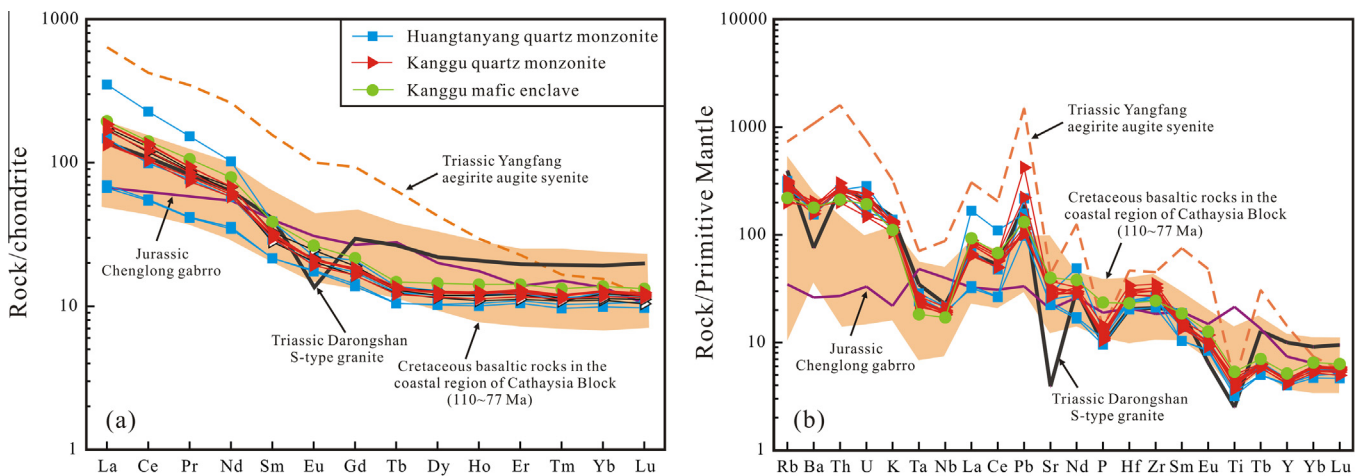 1000
100
10
1
Rock/chondrite
Huangtanyang quartz monzonite
Kanggu quartz monzonite
Kanggu mafic enclave
Triassic Yangfang
aegirite augite syenite
Jurassic
Chenglong gabrro
Triassic Darongshan
S-type granite
Cretaceous basaltic rocks in the
coastal region of Cathaysia Block
(110~77 Ma)
(a)
La Ce Pr Nd Sm Eu Gd Tb Dy Ho Er Tm Yb Lu
10000
1000
100
10
1
Rock/Primitive Mantle
Triassic Yangfang
aegirite augite syenite
Cretaceous basaltic rocks in the
coastal region of Cathaysia Block
(110~77 Ma)
Jurassic
Chenglong gabrro
Triassic Darongshan
S-type granite
(b)
Rb Ba Th U K Ta Nb La Ce Pb Sr Nd P Hf Zr Sm Eu Ti Tb Y Yb Lu